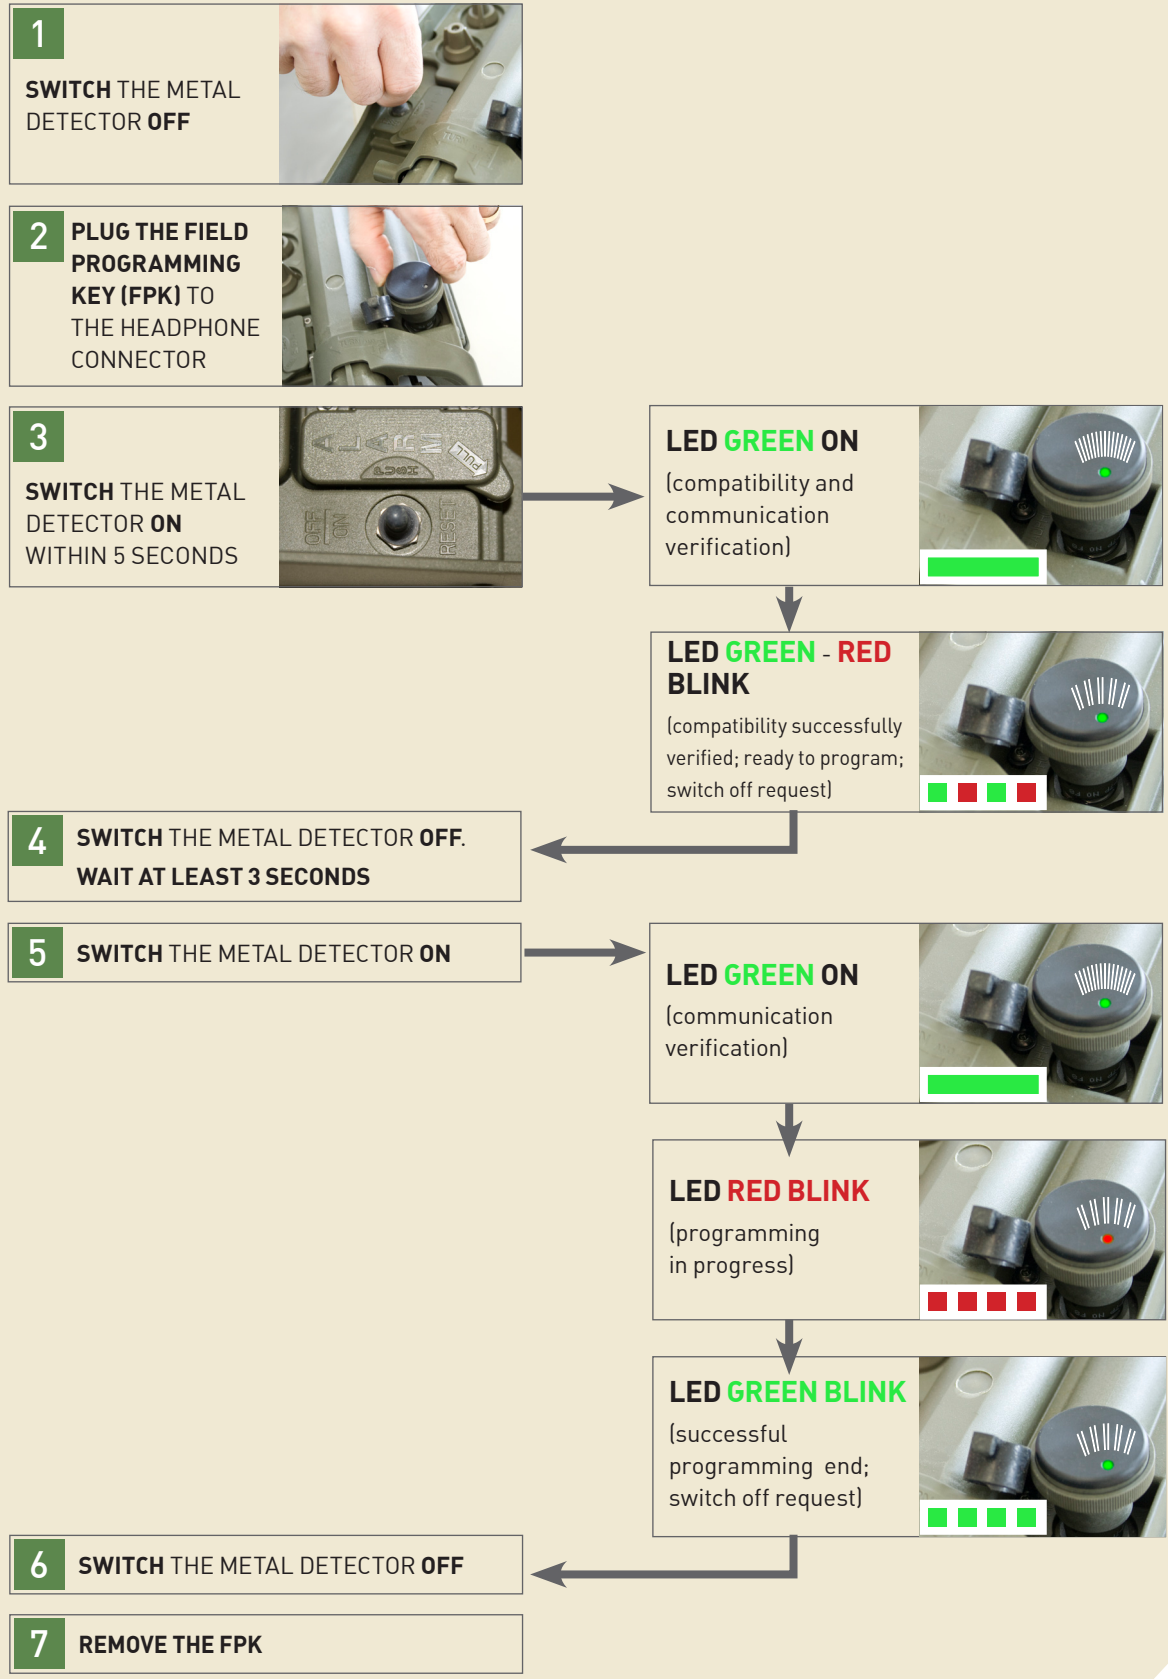 1
SWITCH THE METAL
DETECTOR OFF
2
PLUG THE FIELD
PROGRAMMING
KEY (FPK) TO
THE HEADPHONE
CONNECTOR
3
SWITCH THE METAL
DETECTOR ON
WITHIN 5 SECONDS
ALARM
PUSH
PULL
OFF
ON
RESET
LED GREEN ON
(compatibility and
communication
verification)
LED GREEN - RED
BLINK
(compatibility successfully
verified; ready to program;
switch off request)
4
SWITCH THE METAL DETECTOR OFF.
WAIT AT LEAST 3 SECONDS
5
SWITCH THE METAL DETECTOR ON
LED GREEN ON
(communication
verification)
LED RED BLINK
(programming
in progress)
LED GREEN BLINK
(successful
programming end;
switch off request)
6
SWITCH THE METAL DETECTOR OFF
7
REMOVE THE FPK